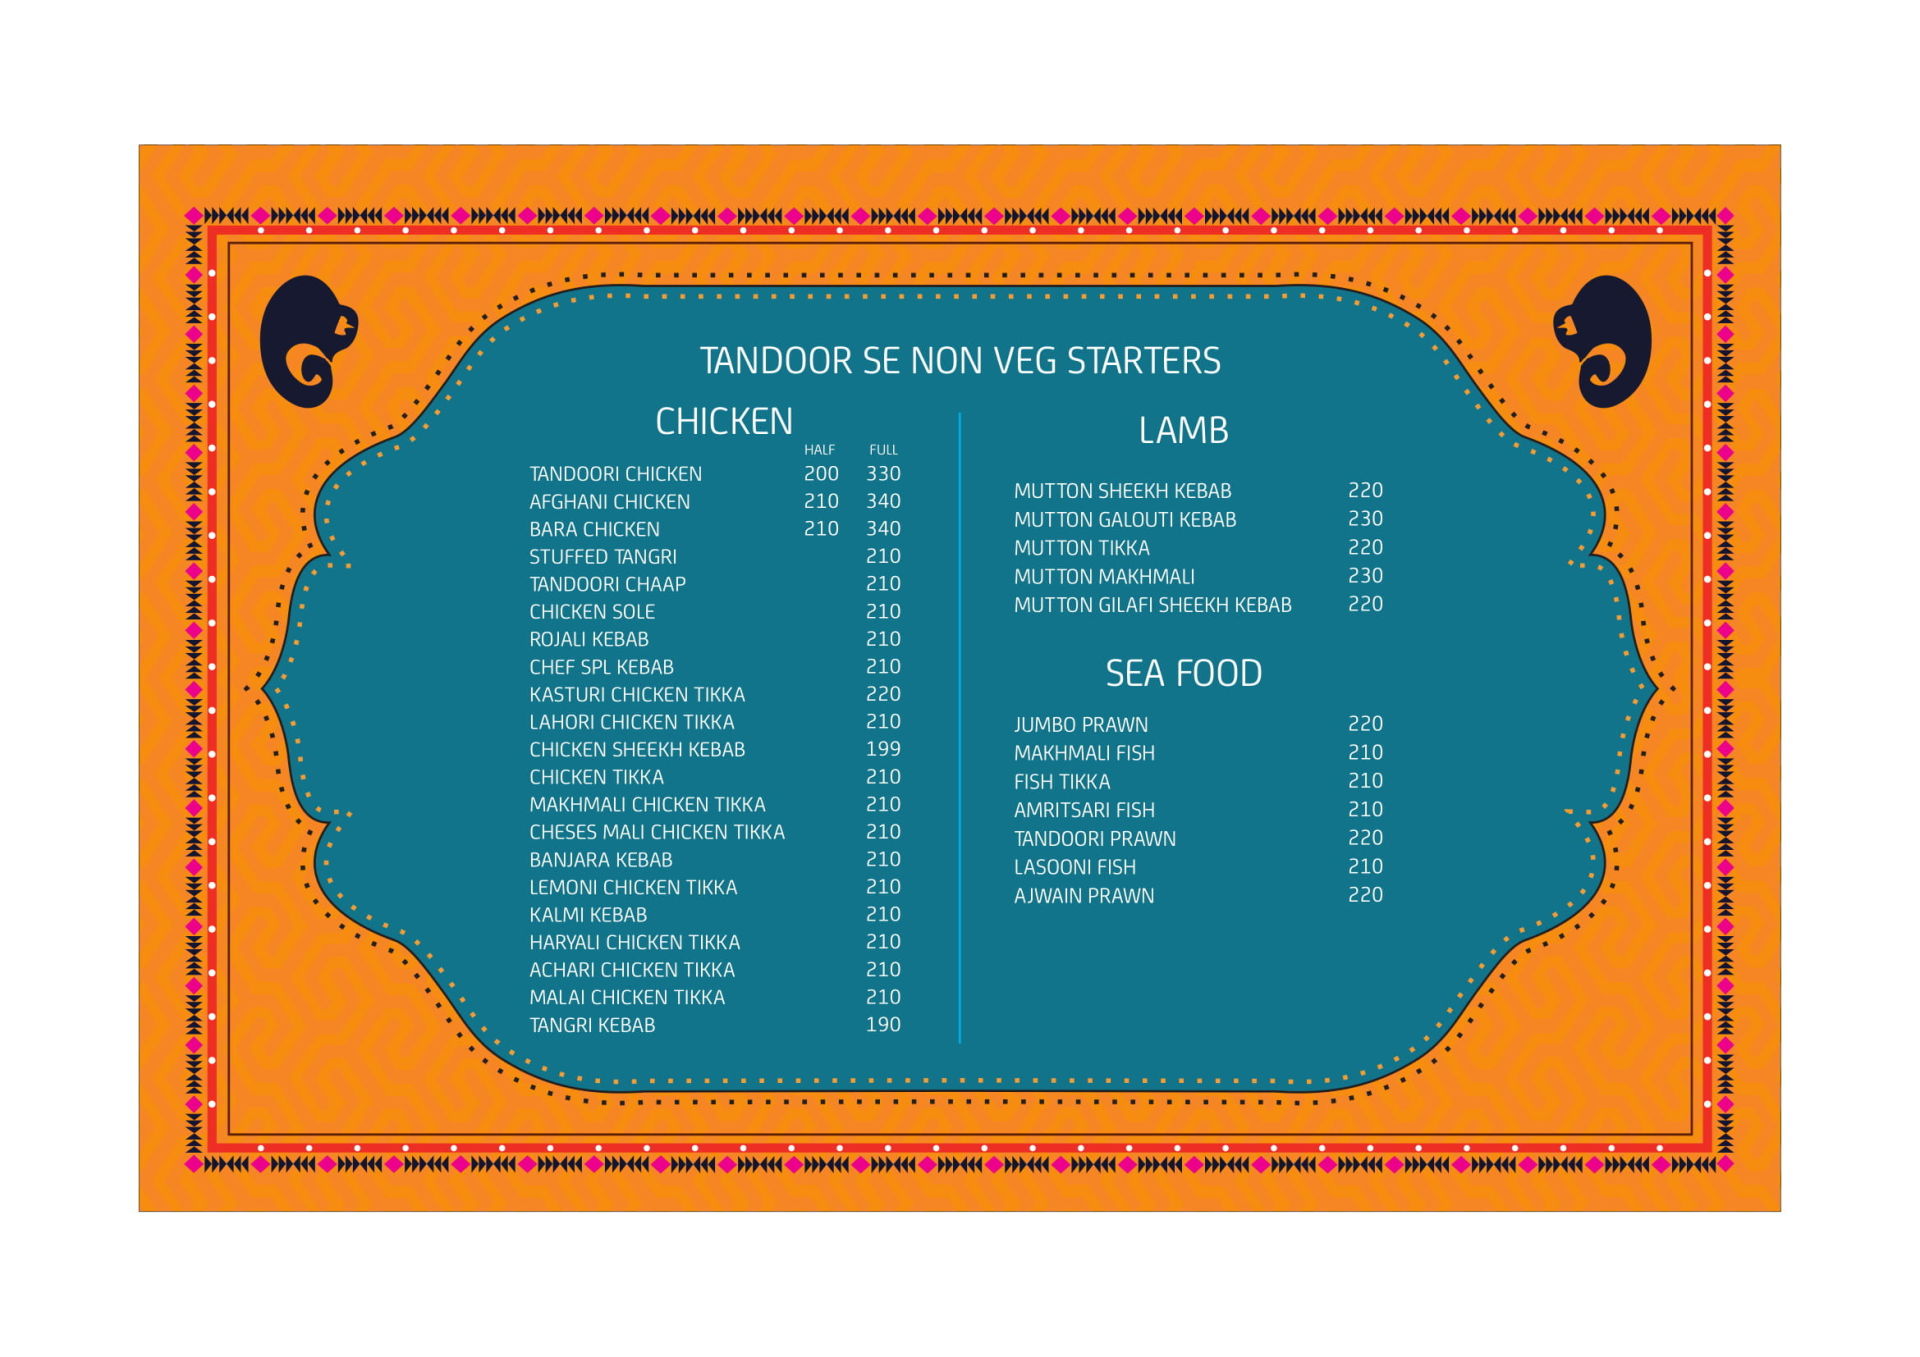 TANDOOR SE NON VEG STARTERS
CHICKEN
HALF FULL
TANDOORI CHICKEN 200 330
AFGHANI CHICKEN 210 340
BARA CHICKEN 210 340
STUFFED TANGRI 210
TANDOORI CHAAP 210
CHICKEN SOLE 210
ROJALI KEBAB 210
CHEF SPL KEBAB 210
KASTURI CHICKEN TIKKA 220
LAHORI CHICKEN TIKKA 210
CHICKEN SHEEKH KEBAB 199
CHICKEN TIKKA 210
MAKHMALI CHICKEN TIKKA 210
CHESES MALI CHICKEN TIKKA 210
BANJARA KEBAB 210
LEMONI CHICKEN TIKKA 210
KALMI KEBAB 210
HARYALI CHICKEN TIKKA 210
ACHARI CHICKEN TIKKA 210
MALAI CHICKEN TIKKA 210
TANGRI KEBAB 190
LAMB
MUTTON SHEEKH KEBAB 220
MUTTON GALOUTI KEBAB 230
MUTTON TIKKA 220
MUTTON MAKHMALI 230
MUTTON GILAFI SHEEKH KEBAB 220
SEA FOOD
JUMBO PRAWN 220
MAKHMALI FISH 210
FISH TIKKA 210
AMRITSARI FISH 210
TANDOORI PRAWN 220
LASOONI FISH 210
AJWAIN PRAWN 220